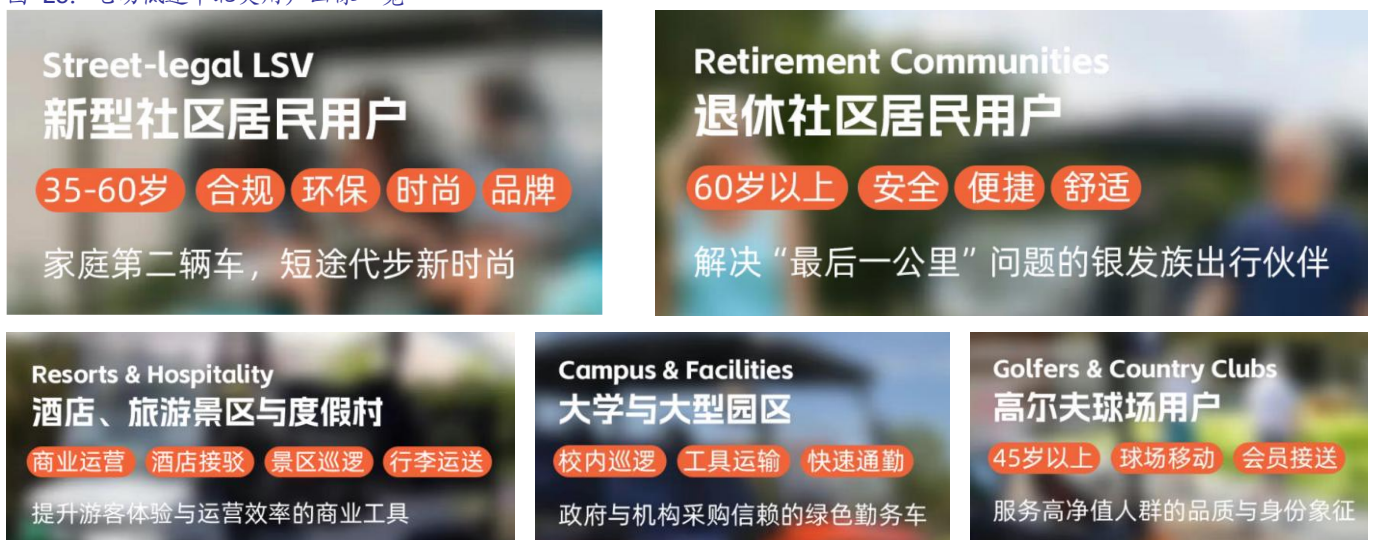 Street-legal LSV
新型社区居民用户
35-60岁 合规 环保 时尚 品牌
家庭第二辆车，短途代步新时尚
Retirement Communities
退休社区居民用户
60岁以上 安全 便捷 舒适
解决“最后一公里”问题的银发族出行伙伴
Resorts & Hospitality
酒店、旅游景区与度假村
商业运营 酒店接驳 景区巡逻 行李运送
提升游客体验与运营效率的商业工具
Campus & Facilities
大学与大型园区
校内巡逻 工具运输 快速通勤
政府与机构采购信赖的绿色勤务车
Golfers & Country Clubs
高尔夫球场用户
45岁以上 球场移动 会员接送
服务高净值人群的品质与身份象征